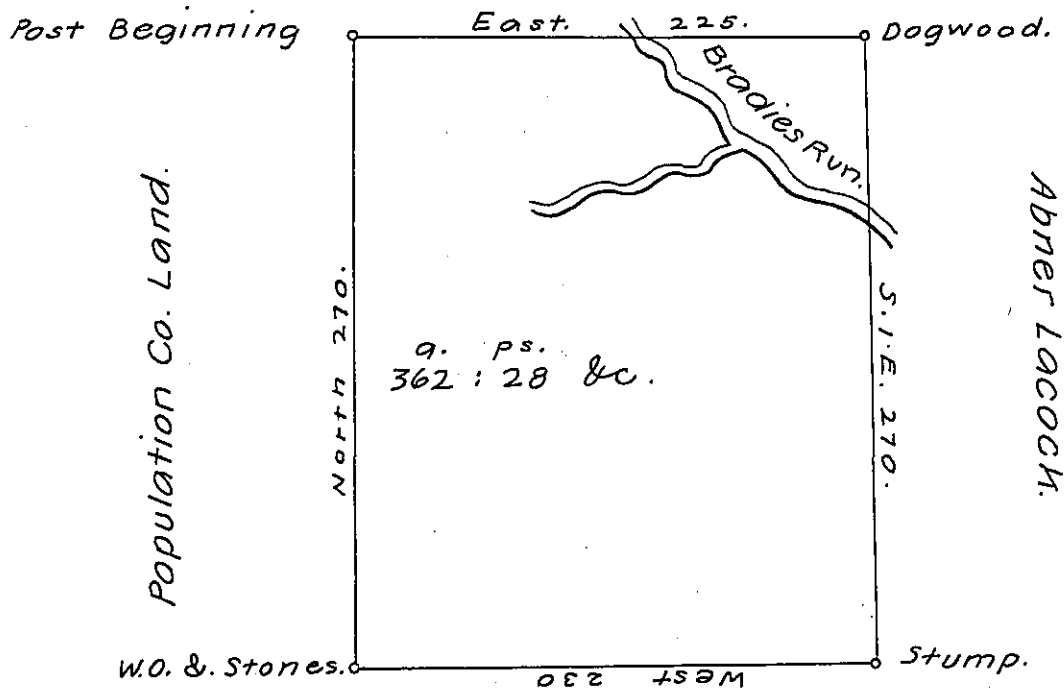 Post Beginning
East. 225.
Dogwood.
Bradies Run.
Population Co. Land.
North 270.
a. ps.
362 : 28 &c.
S. 1. E. 270.
Abner Lacock.
W.O. & Stones.
West 230
Stump.